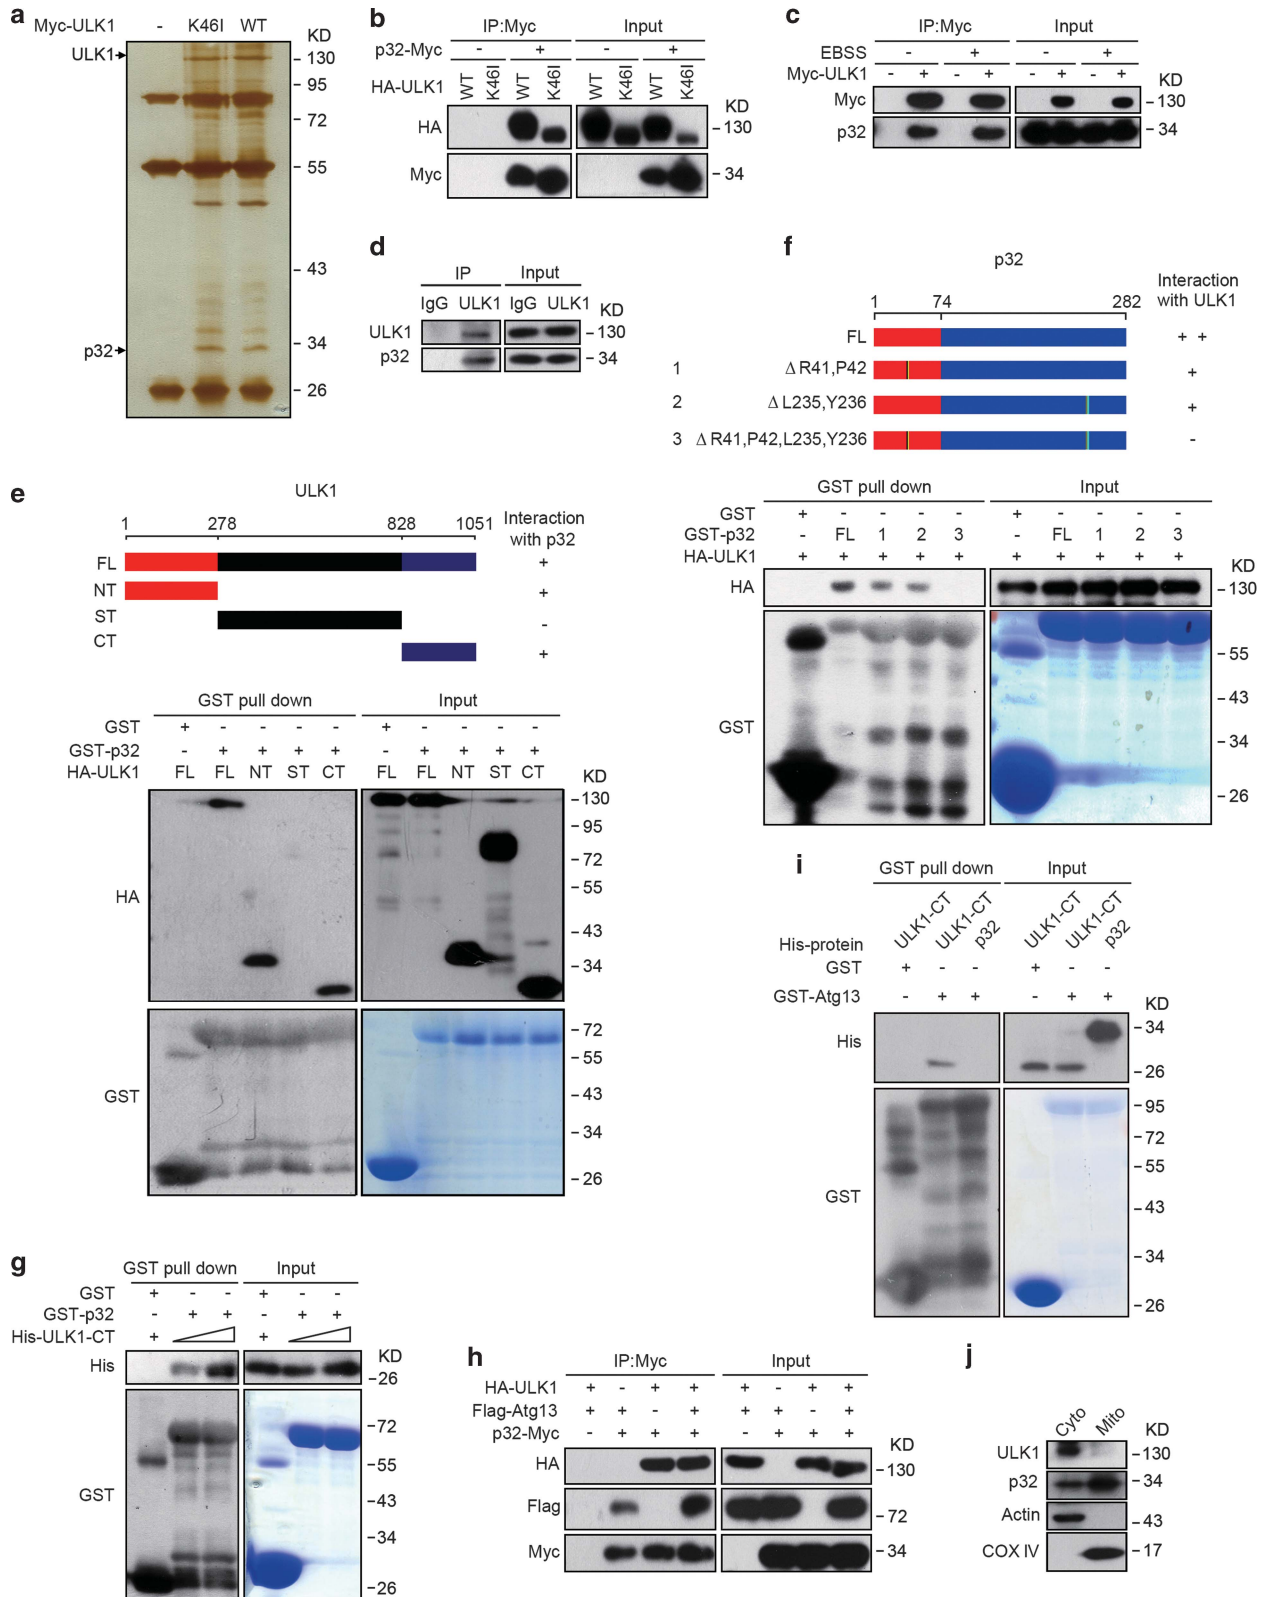 a
Myc-ULK1 - K46I WT
KD
ULK1
130
95
72
55
43
34
p32
26
b
IP:Myc Input
p32-Myc - + - +
HA-ULK1 WT K46I WT K46I WT K46I WT K46I
KD
HA 130
Myc 34
c
IP:Myc Input
EBSS - + - +
Myc-ULK1 - + - + - + - +
KD
Myc 130
p32 34
d
IP Input
IgG ULK1 IgG ULK1 KD
ULK1 130
p32 34
e
ULK1
1 278 828 1051
Interaction with p32
FL +
NT +
ST -
CT +
GST pull down Input
GST + - - - - + - - - -
GST-p32 - + + + + - + + + +
HA-ULK1 FL FL NT ST CT FL FL NT ST CT
KD
130
95
72
55
HA
43
34
72
55
GST 43
34
26
f
p32
Interaction with ULK1
1 74 282
FL + +
1 Δ R41,P42 +
2 Δ L235,Y236 +
3 Δ R41,P42,L235,Y236 -
GST pull down Input
GST + - - - - + - - - -
GST-p32 - FL 1 2 3 - FL 1 2 3
HA-ULK1 + + + + + + + + + +
KD
HA 130
55
43
GST 34
26
g
GST pull down Input
GST + - - + - -
GST-p32 - + + - + +
His-ULK1-CT + +
His KD
26
72
55
GST 43
34
26
h
IP:Myc Input
HA-ULK1 + - + + + - + +
Flag-Atg13 + + - + + + - +
p32-Myc - + + + - + + +
KD
HA 130
Flag 72
Myc 34
i
GST pull down Input
His-protein ULK1-CT ULK1-CT p32 ULK1-CT ULK1-CT p32
GST + - - + - -
GST-Atg13 - + + - + +
KD
34
His
26
95
72
55
GST 43
34
26
j
Cyto Mito
KD
ULK1 130
p32 34
Actin 43
COX IV 17